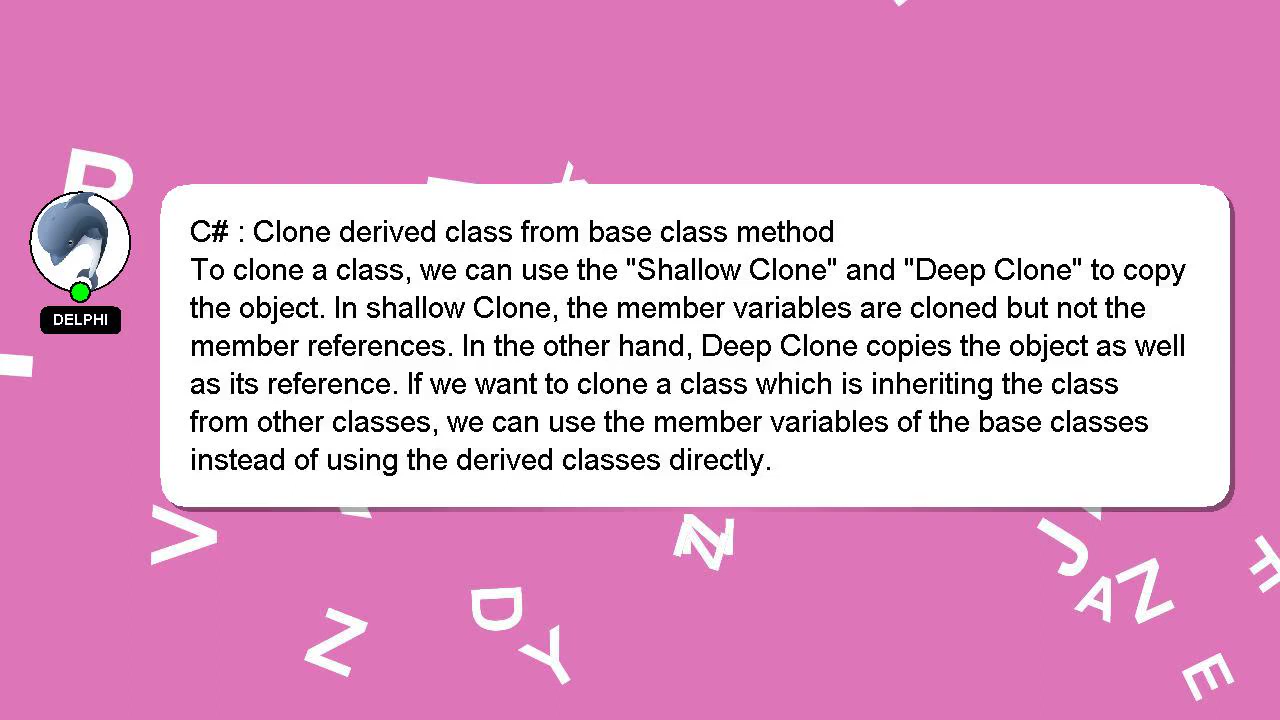 C# : Clone derived class from base class method
To clone a class, we can use the "Shallow Clone" and "Deep Clone" to copy
the object. In shallow Clone, the member variables are cloned but not the
member references. In the other hand, Deep Clone copies the object as well
as its reference. If we want to clone a class which is inheriting the class
from other classes, we can use the member variables of the base classes
instead of using the derived classes directly.
DELPHI
V
N
D
Y
Z
J
A
N
F
E